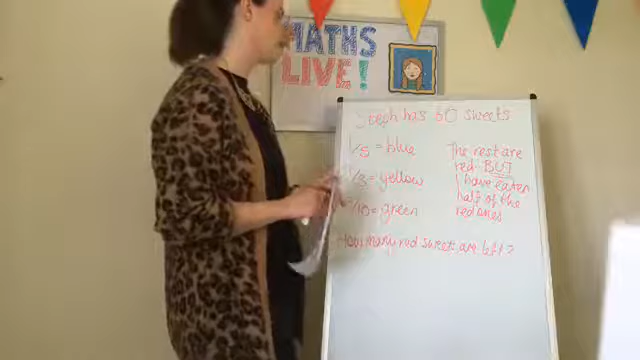 MATHS
LIVE!
Joesh has 60 sweets
1/5 = blue
1/3 = yellow
1/10 = green
The rest are
red BUT
I have eaten
half of the
red ones
How many red sweets are left?